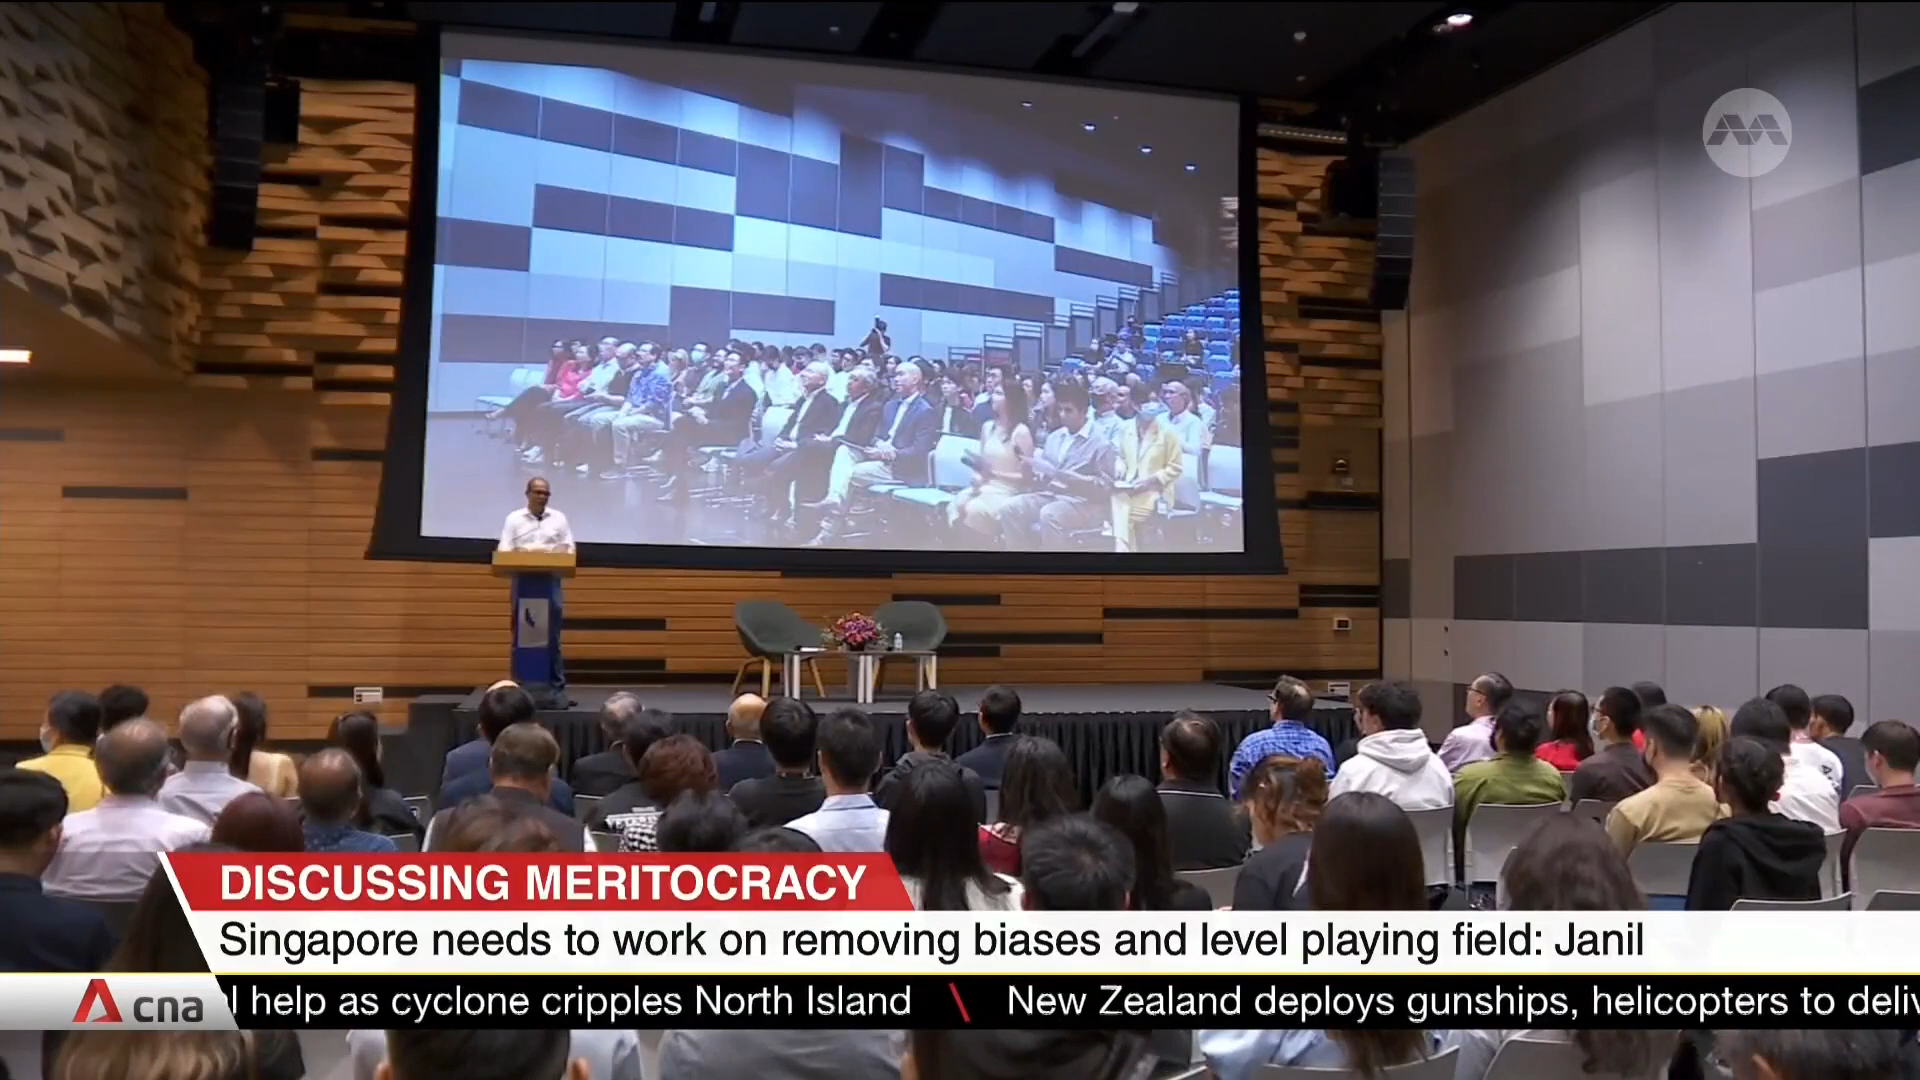 DISCUSSING MERITOCRACY
Singapore needs to work on removing biases and level playing field: Janil
cna
help as cyclone cripples North Island \ New Zealand deploys gunships, helicopters to